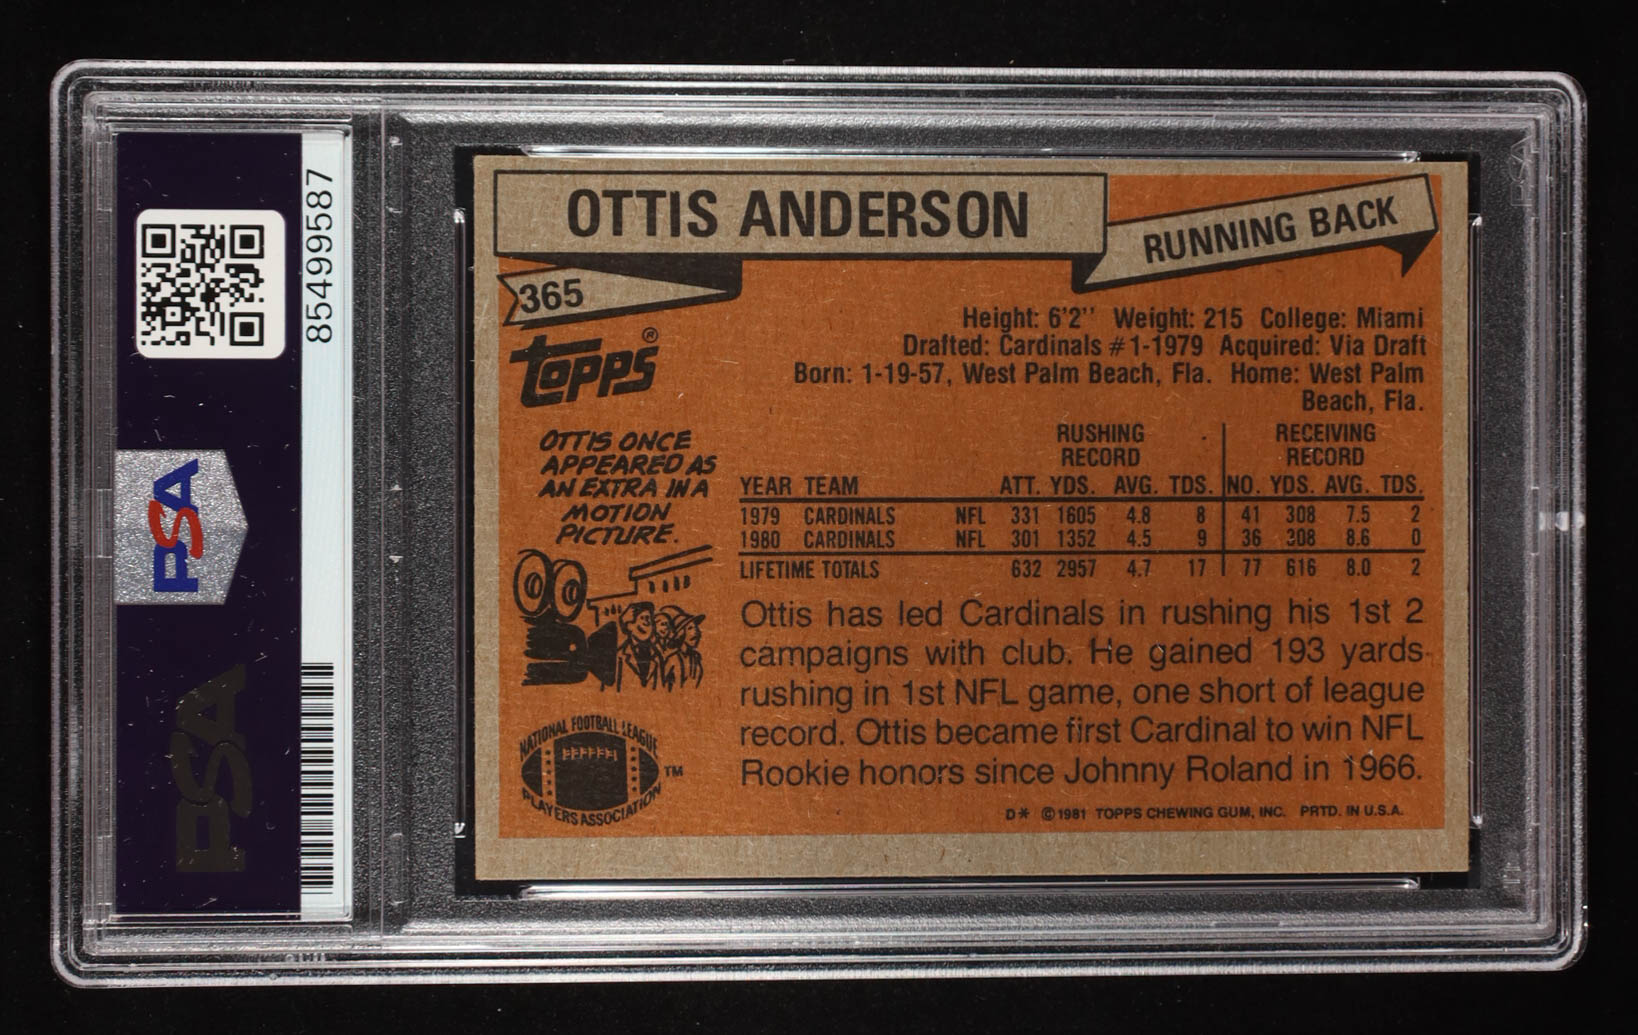 85499587
PSA
PSA
OTTIS ANDERSON
RUNNING BACK
365
TOPPS®
Height: 6'2'' Weight: 215 College: Miami
Drafted: Cardinals #1-1979 Acquired: Via Draft
Born: 1-19-57, West Palm Beach, Fla. Home: West Palm
Beach, Fla.
OTTIS ONCE
APPEARED AS
AN EXTRA IN A
MOTION
PICTURE.
RUSHING RECEIVING
RECORD RECORD
YEAR TEAM ATT. YDS. AVG. TDS. NO. YDS. AVG. TDS.
1979 CARDINALS NFL 331 1605 4.8 8 41 308 7.5 2
1980 CARDINALS NFL 301 1352 4.5 9 36 308 8.6 0
LIFETIME TOTALS 632 2957 4.7 17 77 616 8.0 2
Ottis has led Cardinals in rushing his 1st 2
campaigns with club. He gained 193 yards
rushing in 1st NFL game, one short of league
record. Ottis became first Cardinal to win NFL
Rookie honors since Johnny Roland in 1966.
NATIONAL FOOTBALL LEAGUE
PLAYERS ASSOCIATION
TM
D* ©1981 TOPPS CHEWING GUM, INC. PRTD. IN U.S.A.